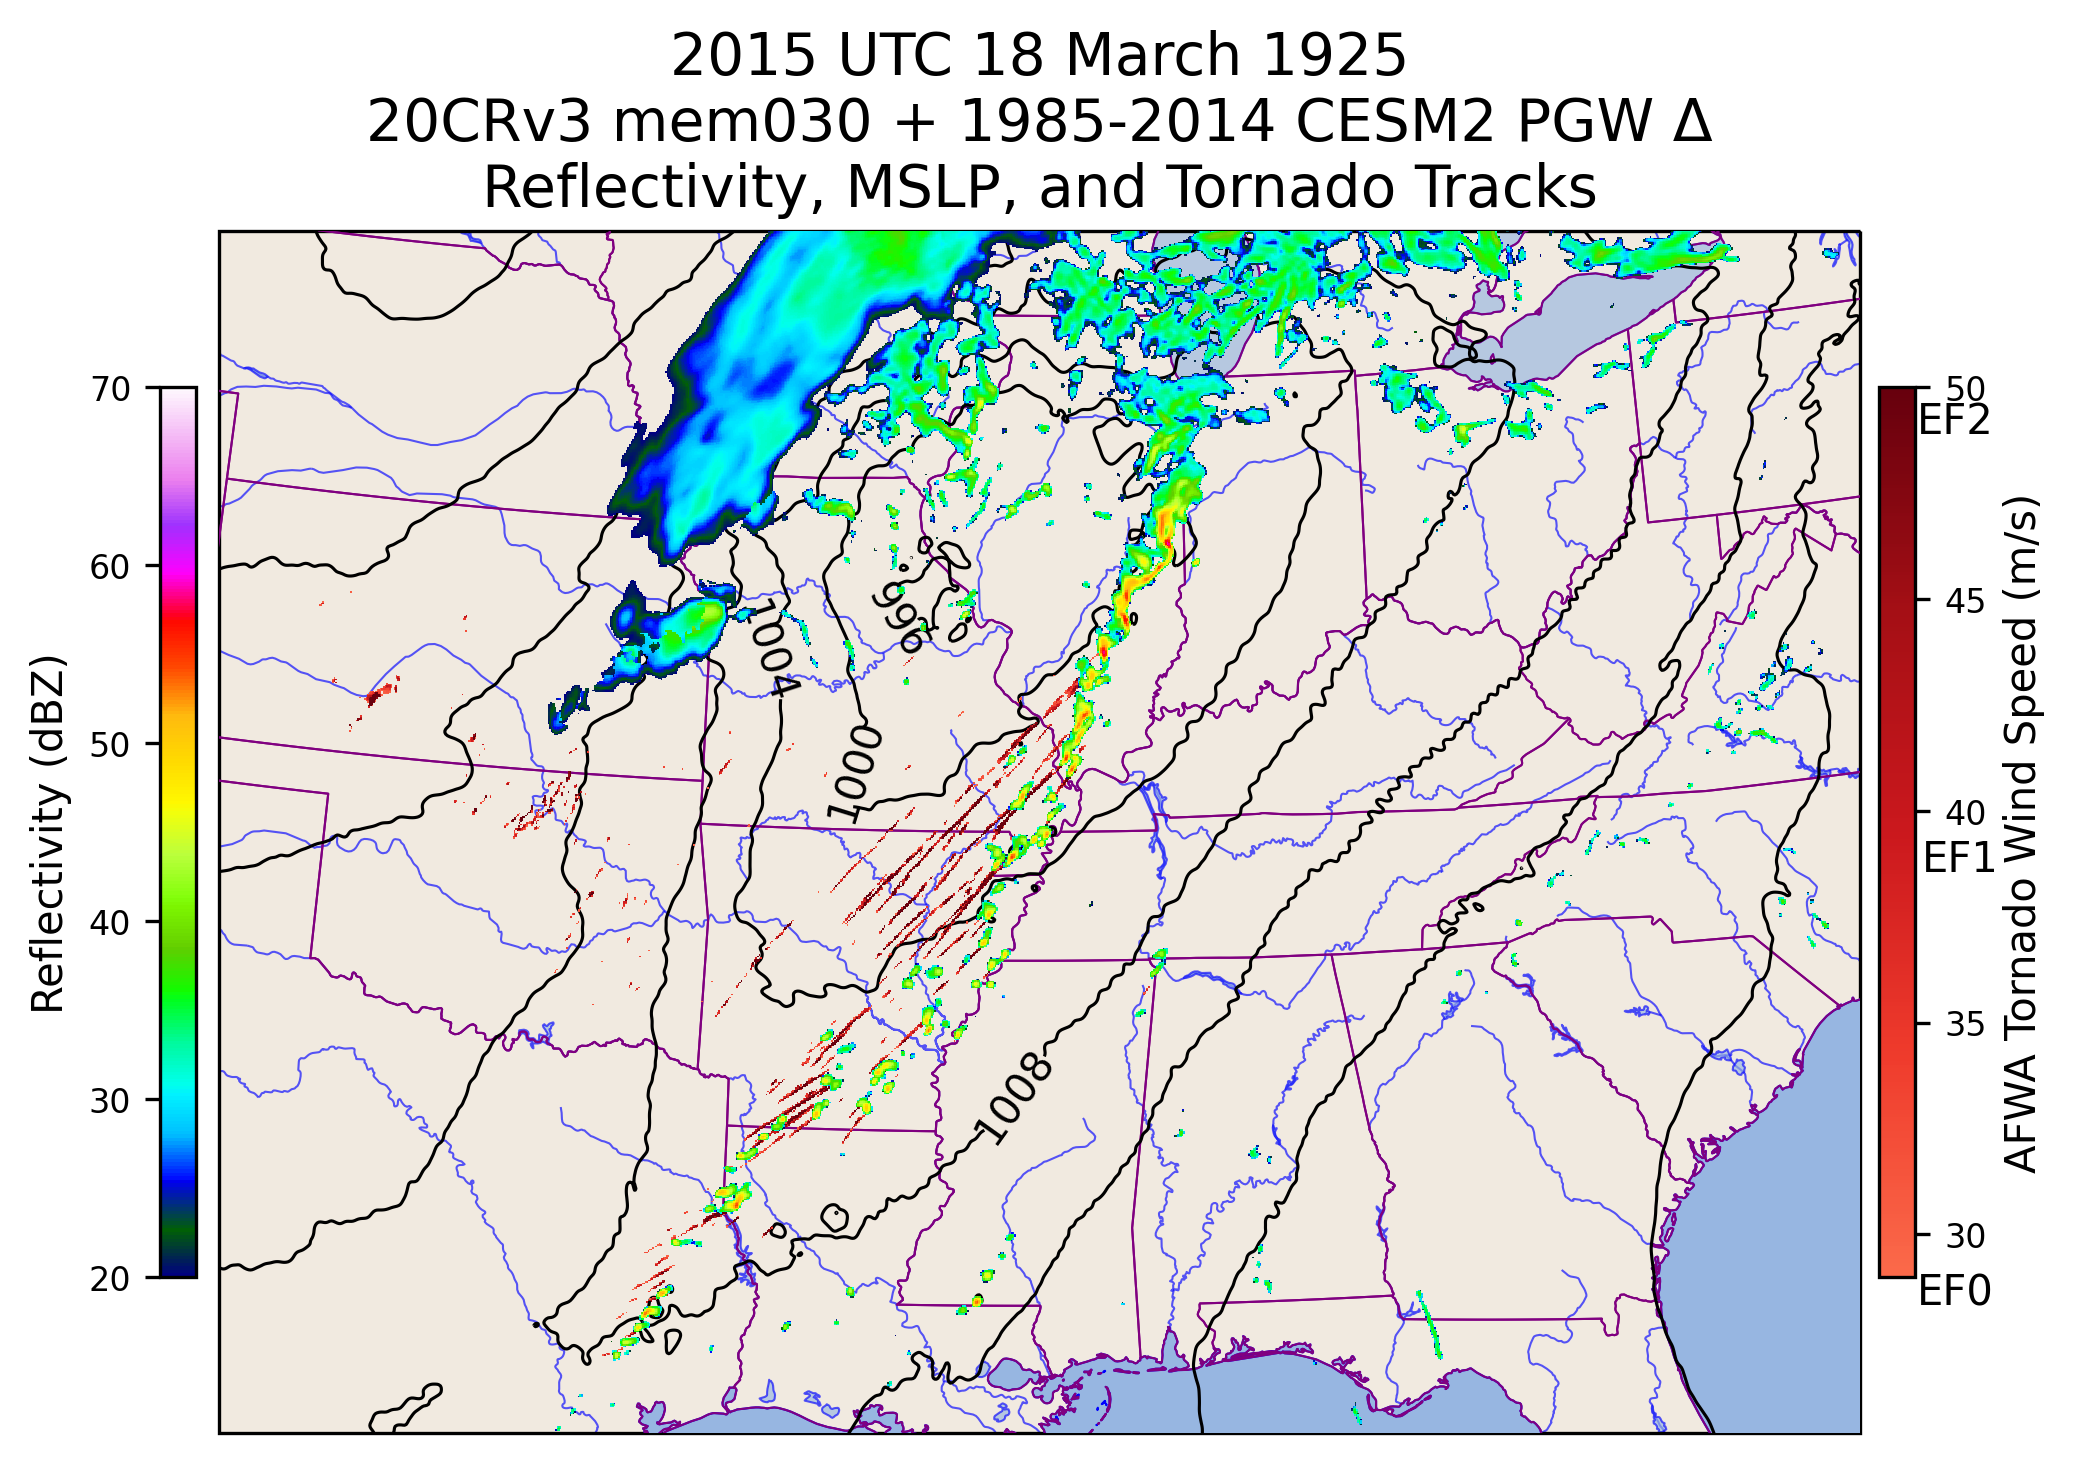 2015 UTC 18 March 1925
20CRv3 mem030 + 1985-2014 CESM2 PGW Δ
Reflectivity, MSLP, and Tornado Tracks
70
60
50
40
30
20
Reflectivity (dBZ)
996
1004
1000
1008
50
EF2
45
40
EF1
35
30
EF0
AFWA Tornado Wind Speed (m/s)